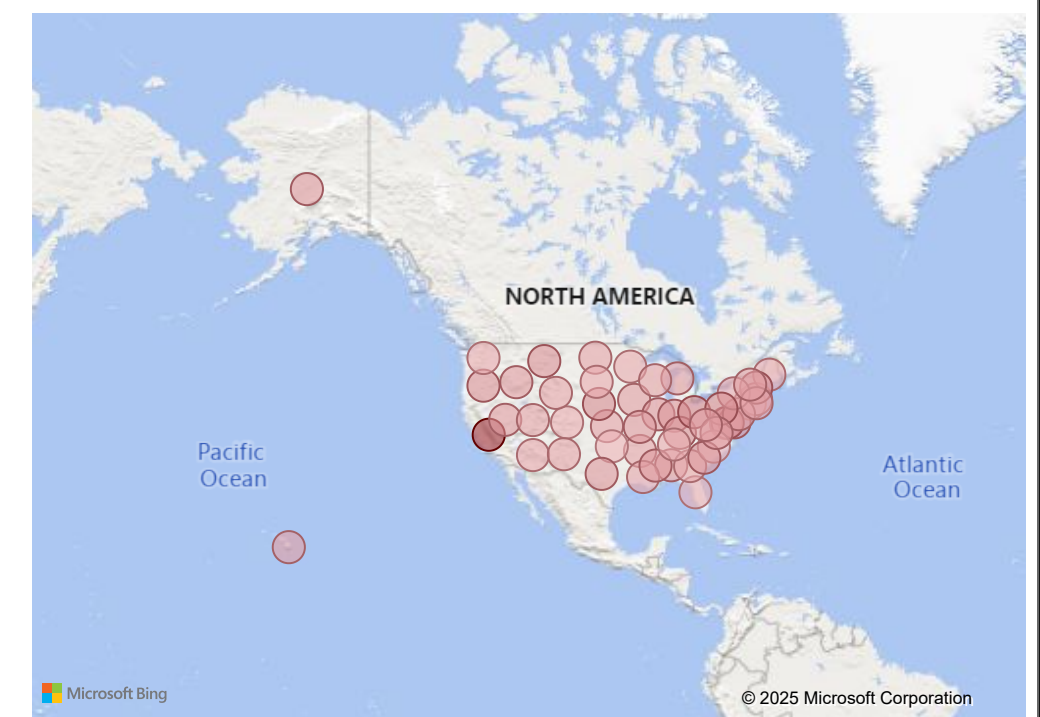 NORTH AMERICA
Pacific
Ocean
Atlantic
Ocean
Microsoft Bing
© 2025 Microsoft Corporation